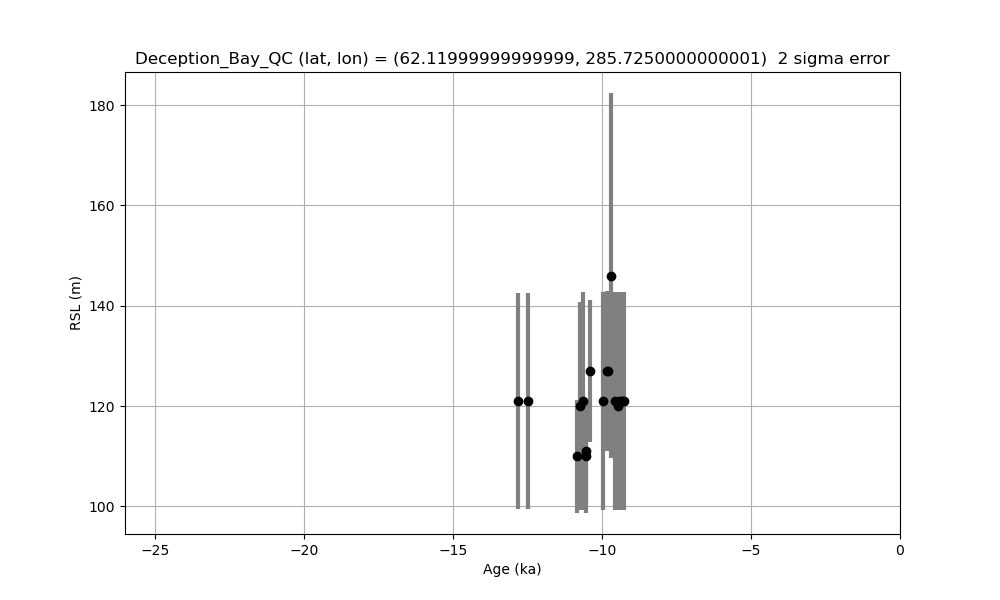 Deception_Bay_QC (lat, lon) = (62.11999999999999, 285.7250000000001)  2 sigma error
RSL (m)
180
160
140
120
100
−25 −20 −15 −10 −5 0
Age (ka)